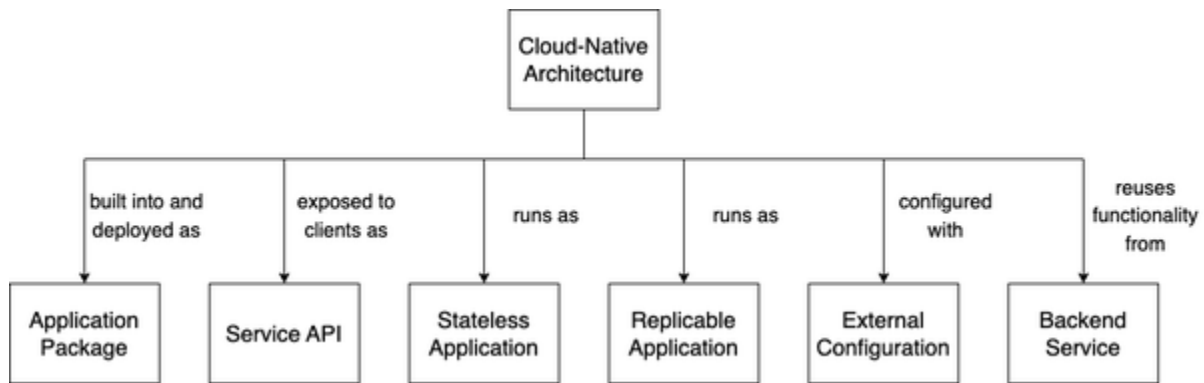 Cloud-Native
Architecture
built into and
deployed as
exposed to
clients as
runs as
runs as
configured
with
reuses
functionality
from
Application
Package
Service API
Stateless
Application
Replicable
Application
External
Configuration
Backend
Service